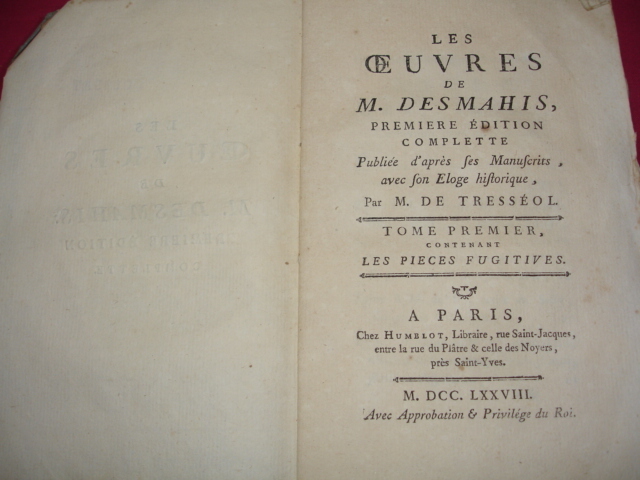 LES
ŒUVRES
DE
M. DESMAHIS,
PREMIERE ÉDITION
COMPLETTE
Publiée d'après ſes Manuſcrits,
avec ſon Eloge hiſtorique,
Par M. DE TRESSÉOL.
TOME PREMIER,
CONTENANT
LES PIECES FUGITIVES.
A PARIS,
Chez HUMBLOT, Libraire, rue Saint-Jacques,
entre la rue du Plâtre & celle des Noyers,
près Saint-Yves.
M. DCC. LXXVIII.
Avec Approbation & Privilége du Roi.